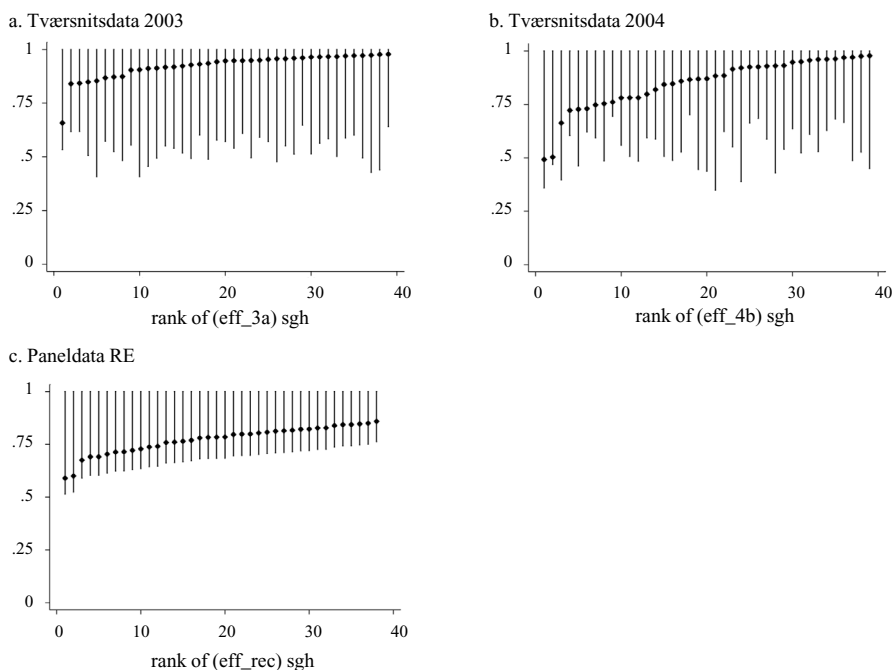 a. Tværsnitsdata 2003
1
.75
.5
.25
0
0 10 20 30 40
rank of (eff_3a) sgh
b. Tværsnitsdata 2004
1
.75
.5
.25
0
0 10 20 30 40
rank of (eff_4b) sgh
c. Paneldata RE
1
.75
.5
.25
0
0 10 20 30 40
rank of (eff_rec) sgh